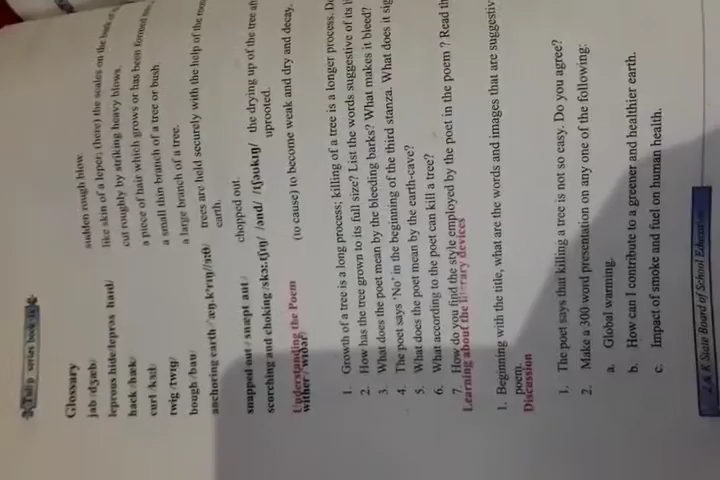 Tulip series book-IX
Glossary
jab /dʒæb/ sudden rough blow.
leprous hide/leprəs haɪd/ like skin of a leper; (here) the scales on the bark of
hack /hæk/ cut roughly by striking heavy blows.
curl /kɜːl/ a piece of hair which grows or has been formed
twig /twɪg/ a small thin branch of a tree or bush
bough /baʊ/ a large branch of a tree.
anchoring earth trees are held securely with the help of the
earth.
snapped out /snæpt aʊt/ chopped out.
scorching and choking /skɔːtʃɪŋ/ /ənd/ /tʃəʊkɪŋ/ the drying up of the tree
uprooted.
Understanding the Poem
wither /wɪðər/ (to cause) to become weak and dry and decay.
1. Growth of a tree is a long process; killing of a tree is a longer process.
2. How has the tree grown to its full size? List the words suggestive of its
3. What does the poet mean by the bleeding barks? What makes it bleed?
4. The poet says 'No' in the beginning of the third stanza. What does it
5. What does the poet mean by the earth-cave?
6. What according to the poet can kill a tree?
7. How do you find the style employed by the poet in the poem ? Read
Learning about the literary devices
1. Beginning with the title, what are the words and images that are
poem.
Discussion
1. The poet says that killing a tree is not so easy. Do you agree?
2. Make a 300 word presentation on any one of the following:
a. Global warming.
b. How can I contribute to a greener and healthier earth.
c. Impact of smoke and fuel on human health.
J & K State Board of School Education